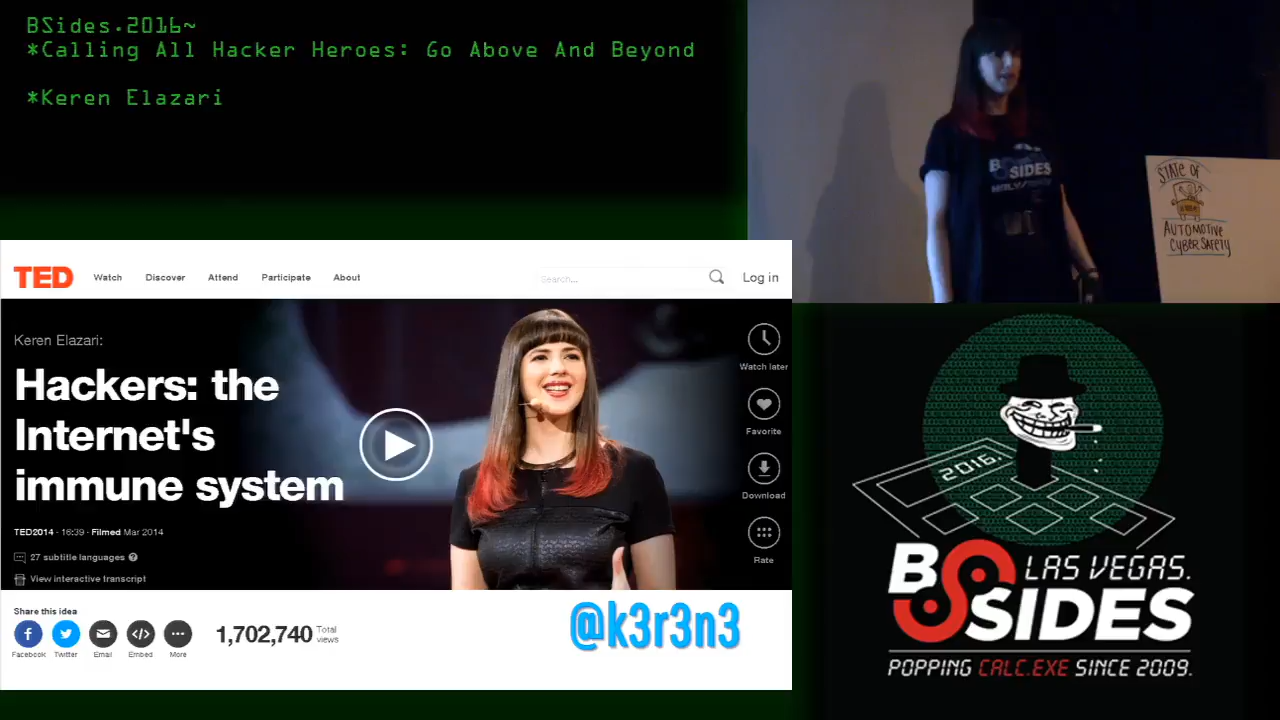 BSides.2016~
*Calling All Hacker Heroes: Go Above And Beyond
*Keren Elazari
BSIDES
STATE OF
AUTOMOTIVE
CYBER SAFETY
TED
Watch
Discover
Attend
Participate
About
Search...
Log in
Keren Elazari:
Hackers: the
Internet's
immune system
TED2014 · 16:39 · Filmed Mar 2014
27 subtitle languages
View interactive transcript
Watch later
Favorite
Download
Rate
Share this idea
Facebook
Twitter
Email
Embed
More
1,702,740 Total views
@k3r3n3
2016.
BSIDES
LAS VEGAS.
POPPING CALC.EXE SINCE 2009.